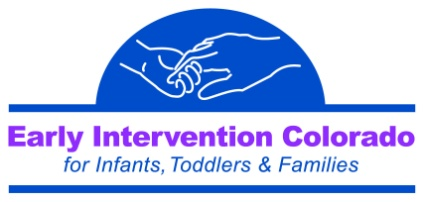 Early Intervention Colorado
for Infants, Toddlers & Families